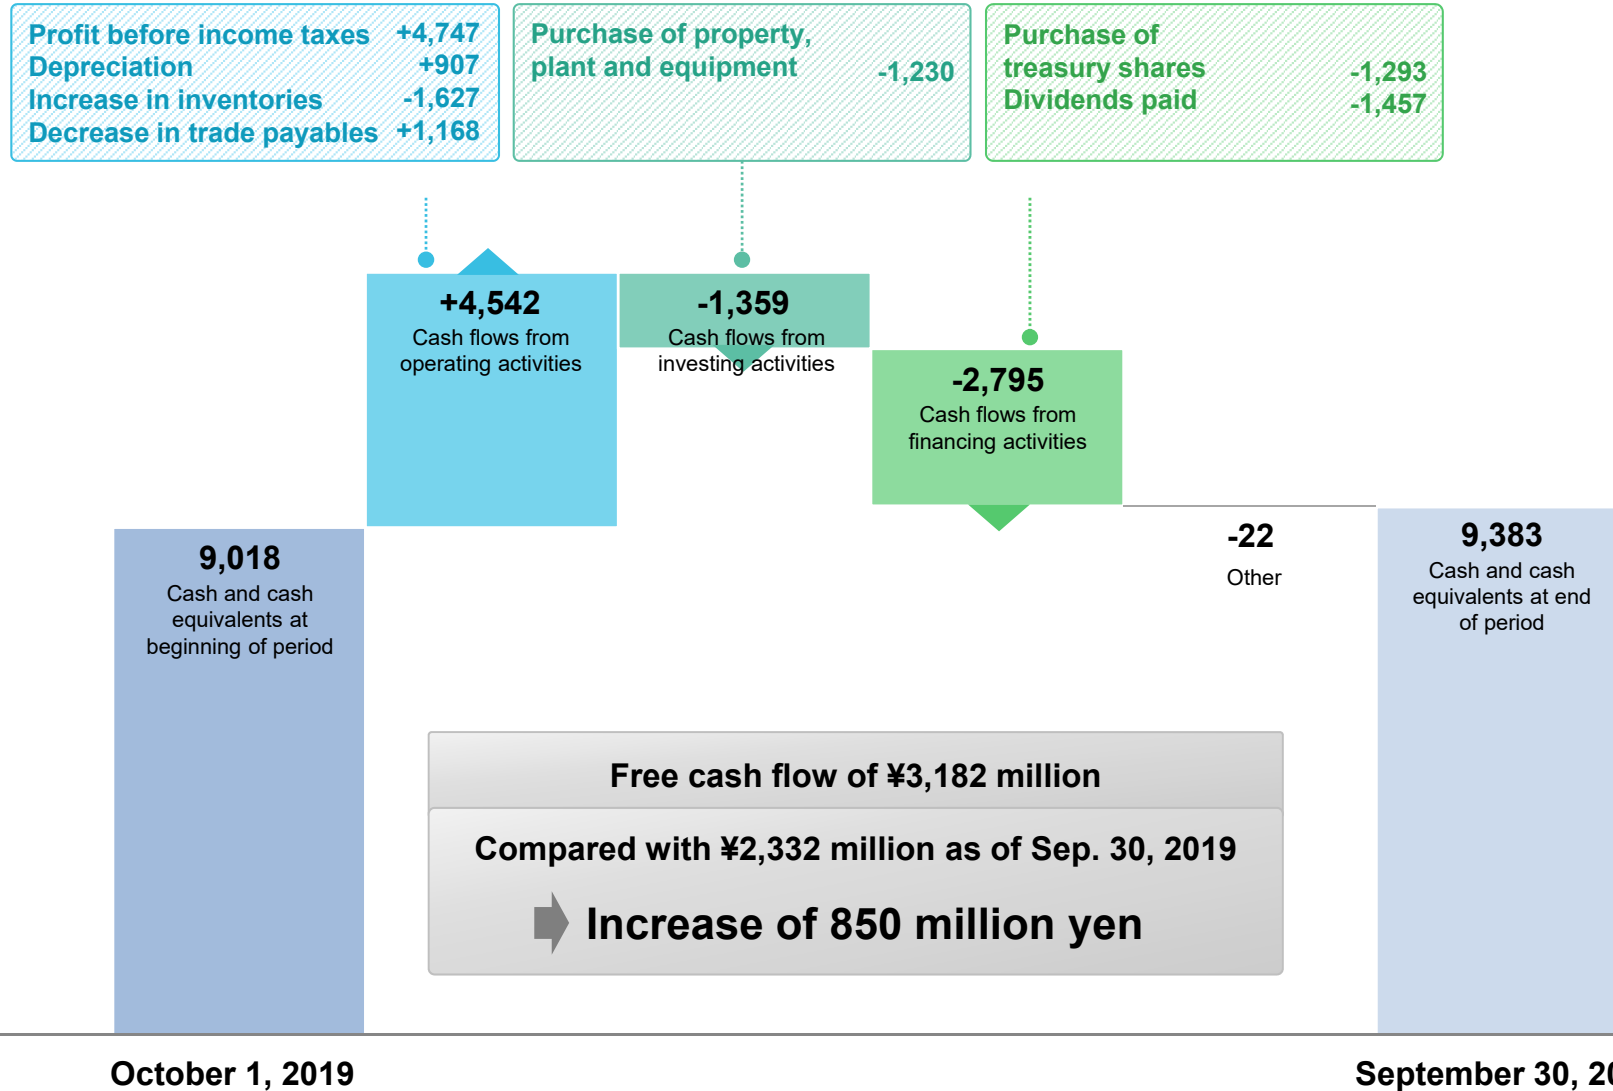 Profit before income taxes +4,747
Depreciation +907
Increase in inventories -1,627
Decrease in trade payables +1,168
Purchase of property,
plant and equipment -1,230
Purchase of
treasury shares -1,293
Dividends paid -1,457
+4,542
Cash flows from
operating activities
-1,359
Cash flows from
investing activities
-2,795
Cash flows from
financing activities
-22
Other
9,018
Cash and cash
equivalents at
beginning of period
9,383
Cash and cash
equivalents at end
of period
Free cash flow of ¥3,182 million
Compared with ¥2,332 million as of Sep. 30, 2019
Increase of 850 million yen
October 1, 2019
September 30,